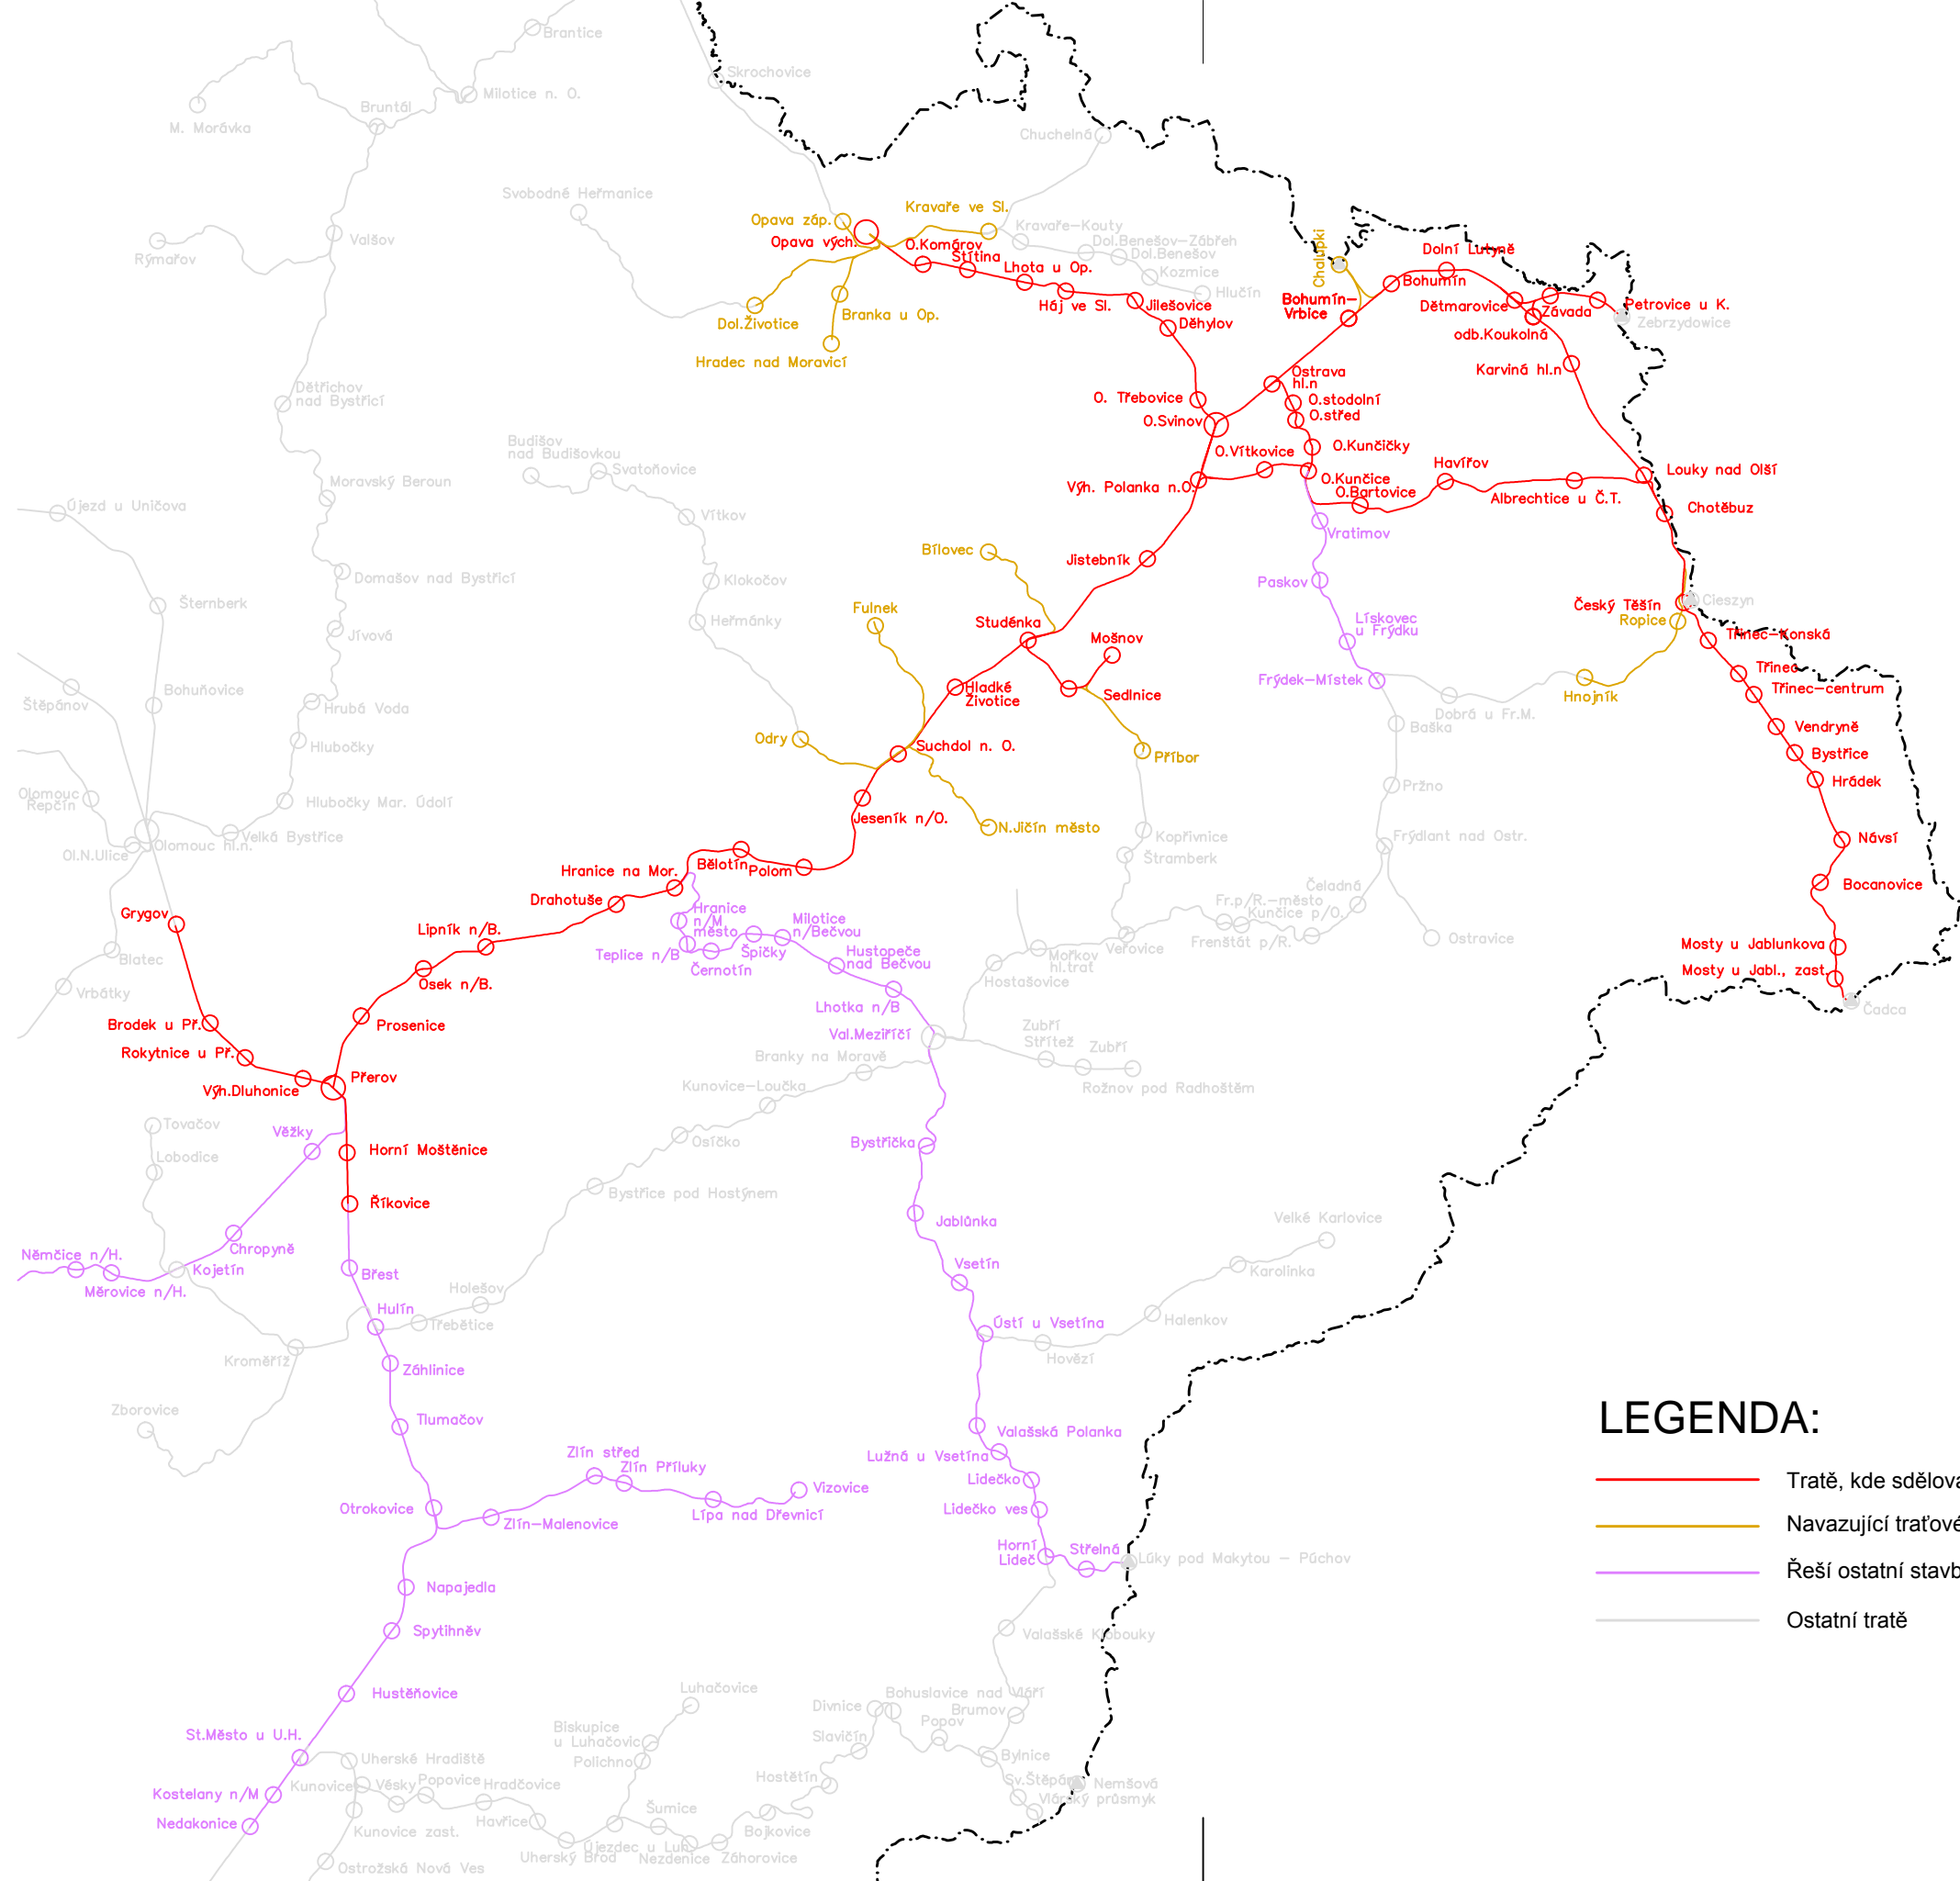 Brantice
Skrochovice
Milotice n. O.
Bruntál
M. Morávka
Chuchelná
Svobodné Heřmanice
Opava záp.
Kravaře ve Sl.
Kravaře-Kouty
Valšov
Opava vých.
O.Komárov
Štítina
Dol.Benešov-Zábřeh
Dol.Benešov
Rýmařov
Lhota u Op.
Kozmice
Chalupki
Dolní Lutyně
Bohumín
Háj ve Sl.
Jilešovice
Hlučín
Bohumín-
Vrbice
Dětmarovice
Závada
Petrovice u K.
Zebrzydowice
Dol.Životice
Branka u Op.
Děhylov
odb.Koukolná
Hradec nad Moravicí
Karviná hl.n
Ostrava
hl.n
Dětřichov
nad Bystřicí
O. Třebovice
O.stodolní
O.střed
O.Svinov
Budišov
nad Budišovkou
O.Vítkovice
O.Kunčičky
Svatoňovice
Havířov
Louky nad Olší
Moravský Beroun
Výh. Polanka n.O.
O.Kunčice
O.Bartovice
Albrechtice u Č.T.
Chotěbuz
Újezd u Uničova
Vítkov
Vratimov
Bílovec
Jistebník
Domašov nad Bystřicí
Klokočov
Paskov
Šternberk
Fulnek
Český Těšín
Cieszyn
Heřmánky
Studénka
Lískovec
u Frýdku
Ropice
Jívová
Mošnov
Třinec-Konská
Bohuňovice
Třinec
Štěpánov
Hladké
Životice
Sedlnice
Frýdek-Místek
Třinec-centrum
Hrubá Voda
Hnojník
Dobrá u Fr.M.
Baška
Vendryně
Hlubočky
Odry
Suchdol n. O.
Příbor
Bystřice
Hrádek
Olomouc
Řepčín
Hlubočky Mar. Údolí
Pržno
Jeseník n/O.
N.Jičín město
Velká Bystřice
Kopřivnice
Frýdlant nad Ostr.
Návsí
Ol.N.Ulice
Olomouc hl.n.
Štramberk
Hranice na Mor.
Bělotín
Polom
Bocanovice
Drahotuše
Čeladná
Grygov
Hranice
n/M
město
Fr.p/R.-město
Kunčice p/O.
Lipník n/B.
Milotice
n/Bečvou
Frenštát p/R.
Ostravice
Mosty u Jablunkova
Blatec
Teplice n/B
Špičky
Hustopeče
nad Bečvou
Veřovice
Mořkov
hl.trať
Černotín
Mosty u Jabl., zast.
Osek n/B.
Hostašovice
Vrbátky
Lhotka n/B
Čadca
Brodek u Př.
Prosenice
Val.Meziříčí
Zubří
Střítež
Zubří
Rokytnice u Př.
Branky na Moravě
Přerov
Výh.Dluhonice
Kunovice-Loučka
Rožnov pod Radhoštěm
Tovačov
Věžky
Osíčko
Bystřička
Horní Moštěnice
Lobodice
Bystřice pod Hostýnem
Říkovice
Jablůnka
Velké Karlovice
Chropyně
Němčice n/H.
Kojetín
Břest
Vsetín
Karolinka
Měrovice n/H.
Holešov
Hulín
Třebětice
Ústí u Vsetína
Halenkov
Kroměříž
Záhlinice
Hovězí
Zborovice
Tlumačov
Valašská Polanka
LEGENDA:
Zlín střed
Zlín Příluky
Lužná u Vsetína
Lidečko
Tratě, kde sdělova
Vizovice
Otrokovice
Zlín-Malenovice
Lípa nad Dřevnicí
Lidečko ves
Navazující traťové
Horní
Lideč
Střelná
Lúky pod Makytou - Púchov
Řeší ostatní stavb
Napajedla
Ostatní tratě
Spytihněv
Valašské Klobouky
Hustěňovice
Luhačovice
Divnice
Bohuslavice nad Vláří
Brumov
Popov
St.Město u U.H.
Biskupice
u Luhačovic
Slavičín
Polichno
Uherské Hradiště
Bylnice
Kunovice
Vésky
Popovice
Hradčovice
Hostětín
Sv.Štěpán
Nemšová
Kostelany n/M
Vlárský průsmyk
Nedakonice
Kunovice zast.
Havřice
Šumice
Bojkovice
Újezdec u Luh.
Uherský Brod
Nezdenice
Záhorovice
Ostrožská Nová Ves